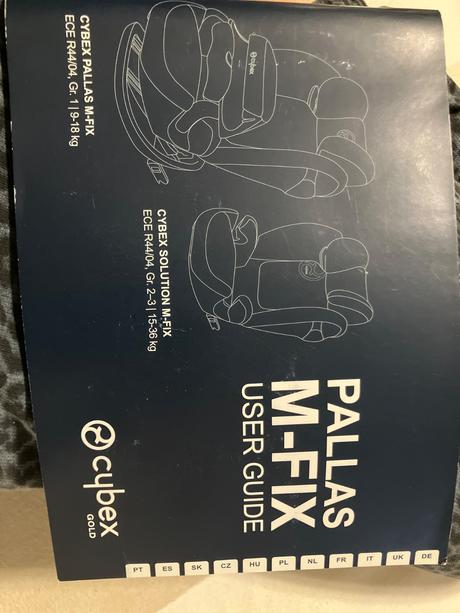 CYBEX PALLAS M-FIX
ECE R44/04, Gr. 1 | 9-18 kg
cybex
CYBEX SOLUTION M-FIX
ECE R44/04, Gr. 2–3 | 15-36 kg
PALLAS
M-FIX
USER GUIDE
cybex
GOLD
DE
UK
IT
FR
NL
PL
HU
CZ
SK
ES
PT